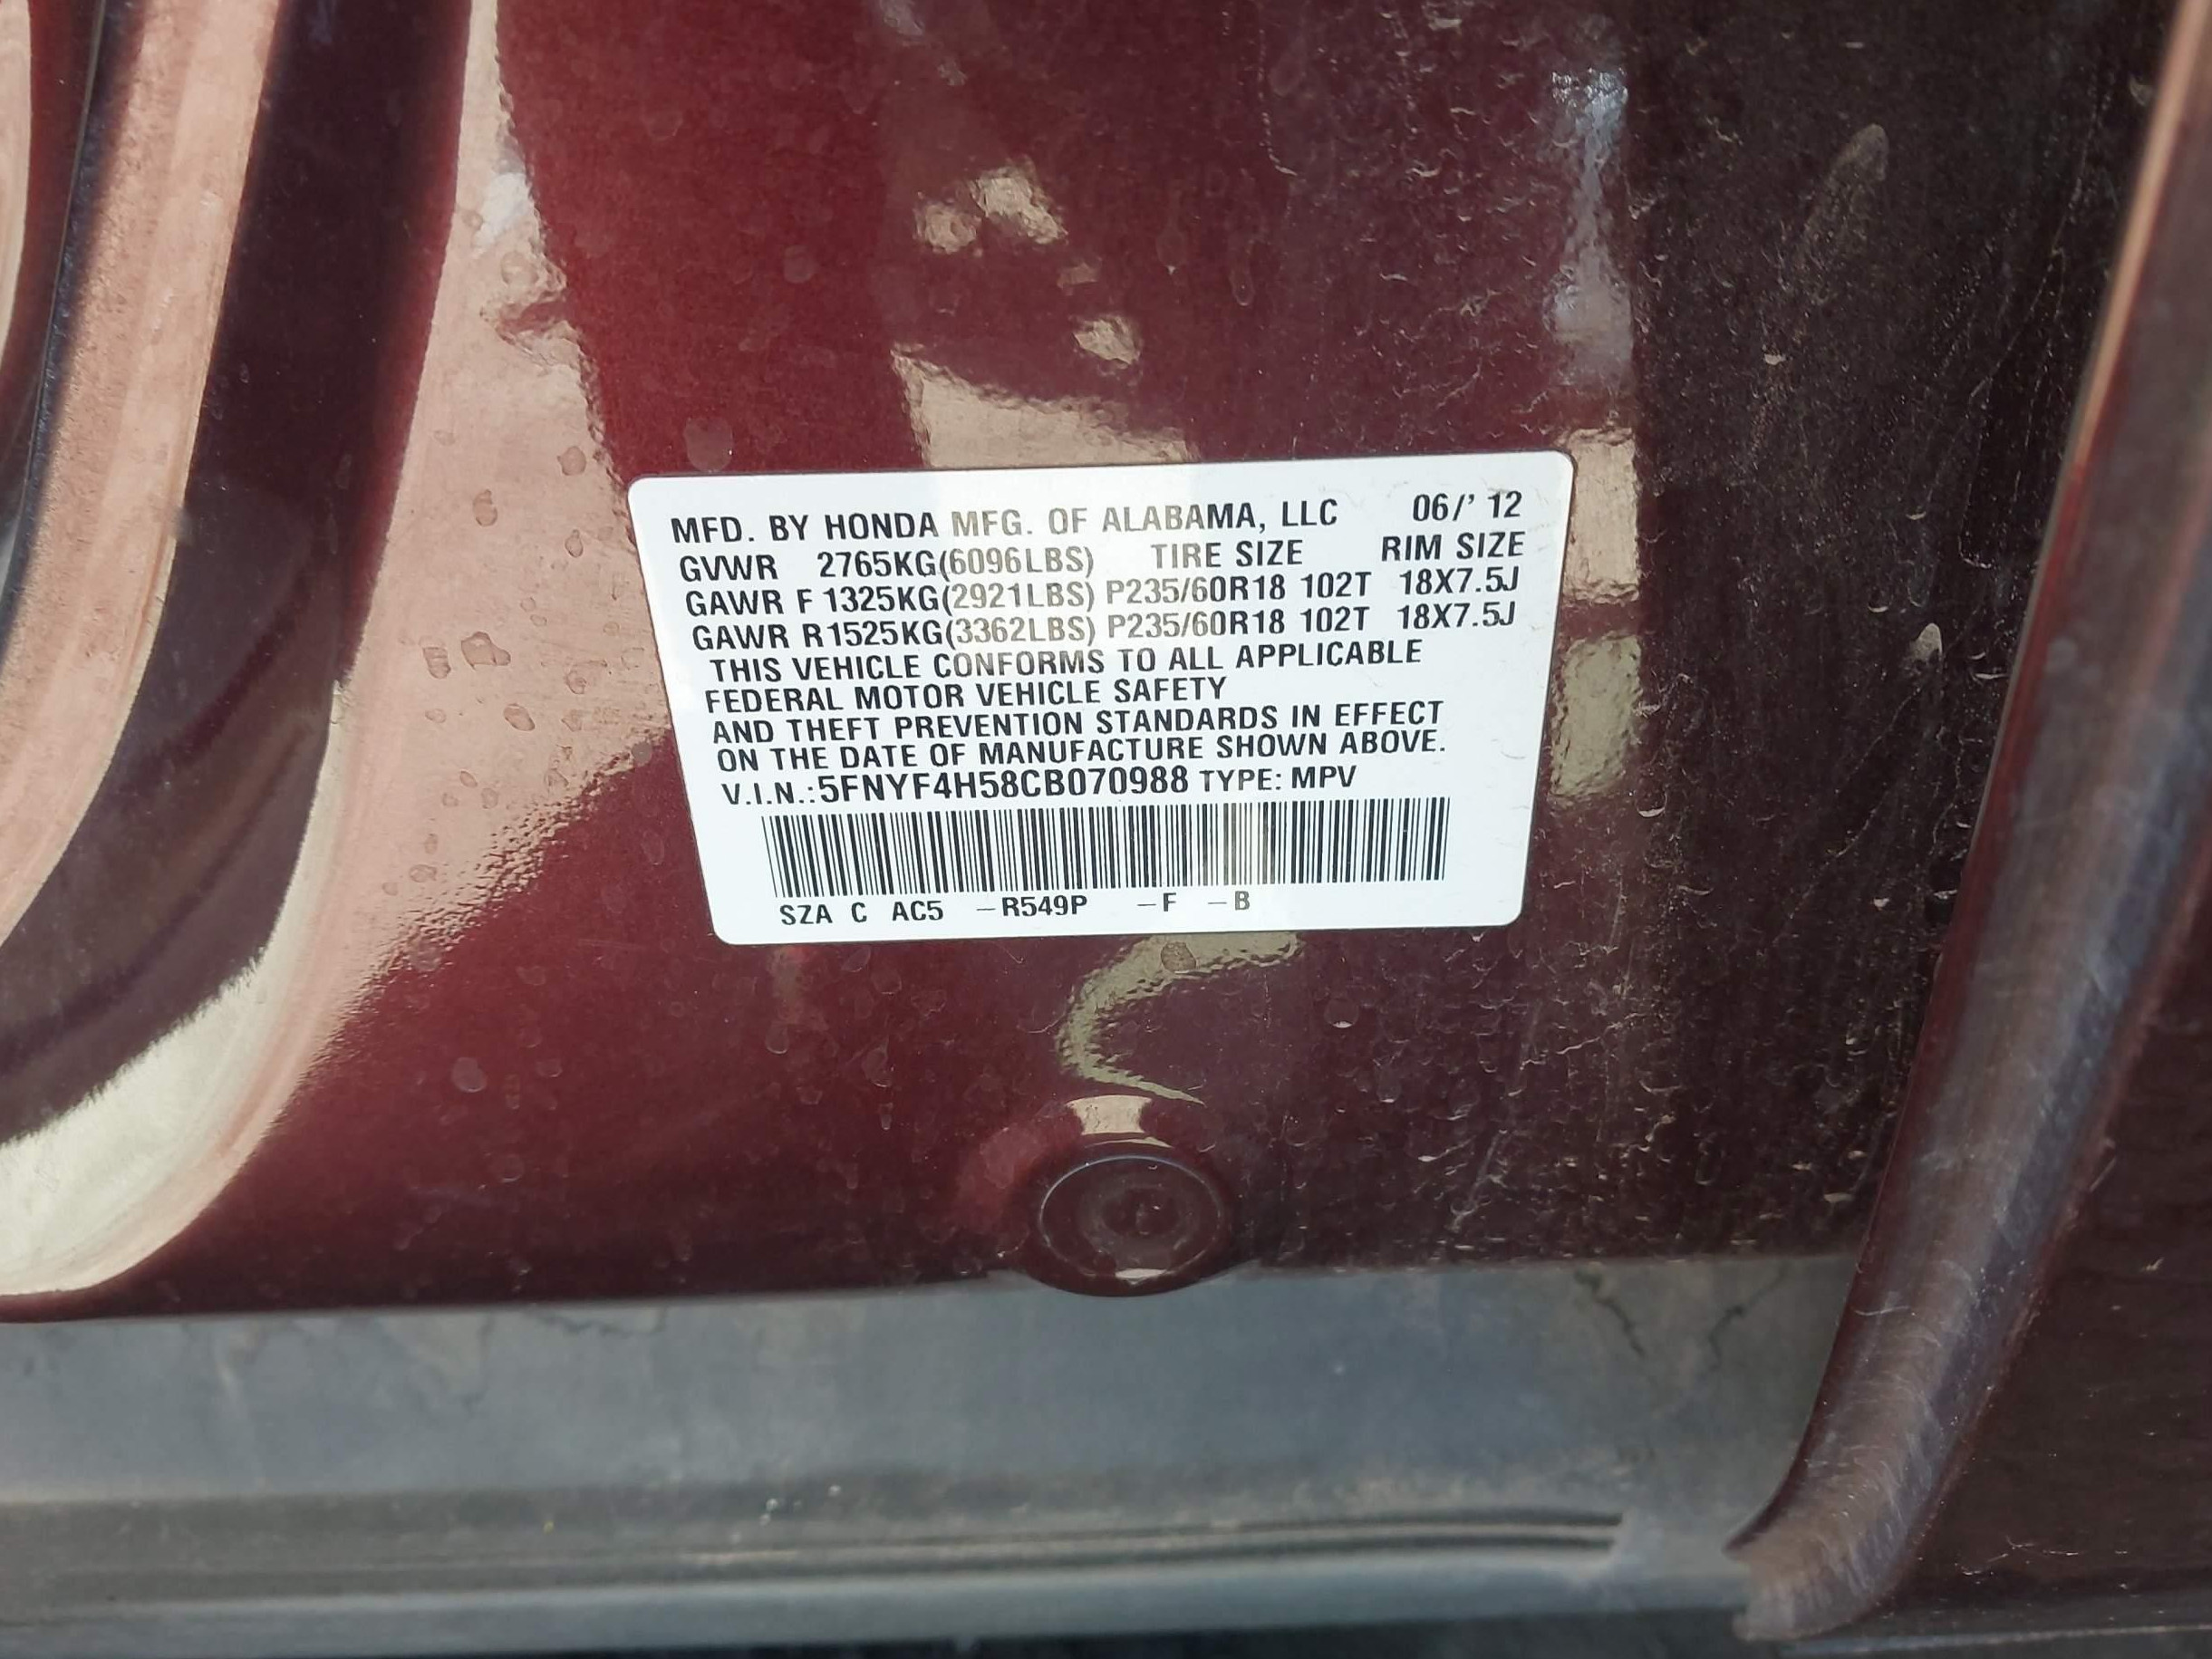 MFD. BY HONDA MFG. OF ALABAMA, LLC 06/' 12
GVWR 2765KG(6096LBS) TIRE SIZE RIM SIZE
GAWR F 1325KG(2921LBS) P235/60R18 102T 18X7.5J
GAWR R1525KG(3362LBS) P235/60R18 102T 18X7.5J
THIS VEHICLE CONFORMS TO ALL APPLICABLE
FEDERAL MOTOR VEHICLE SAFETY
AND THEFT PREVENTION STANDARDS IN EFFECT
ON THE DATE OF MANUFACTURE SHOWN ABOVE.
V.I.N.:5FNYF4H58CB070988 TYPE: MPV
SZA C AC5 –R549P –F –B